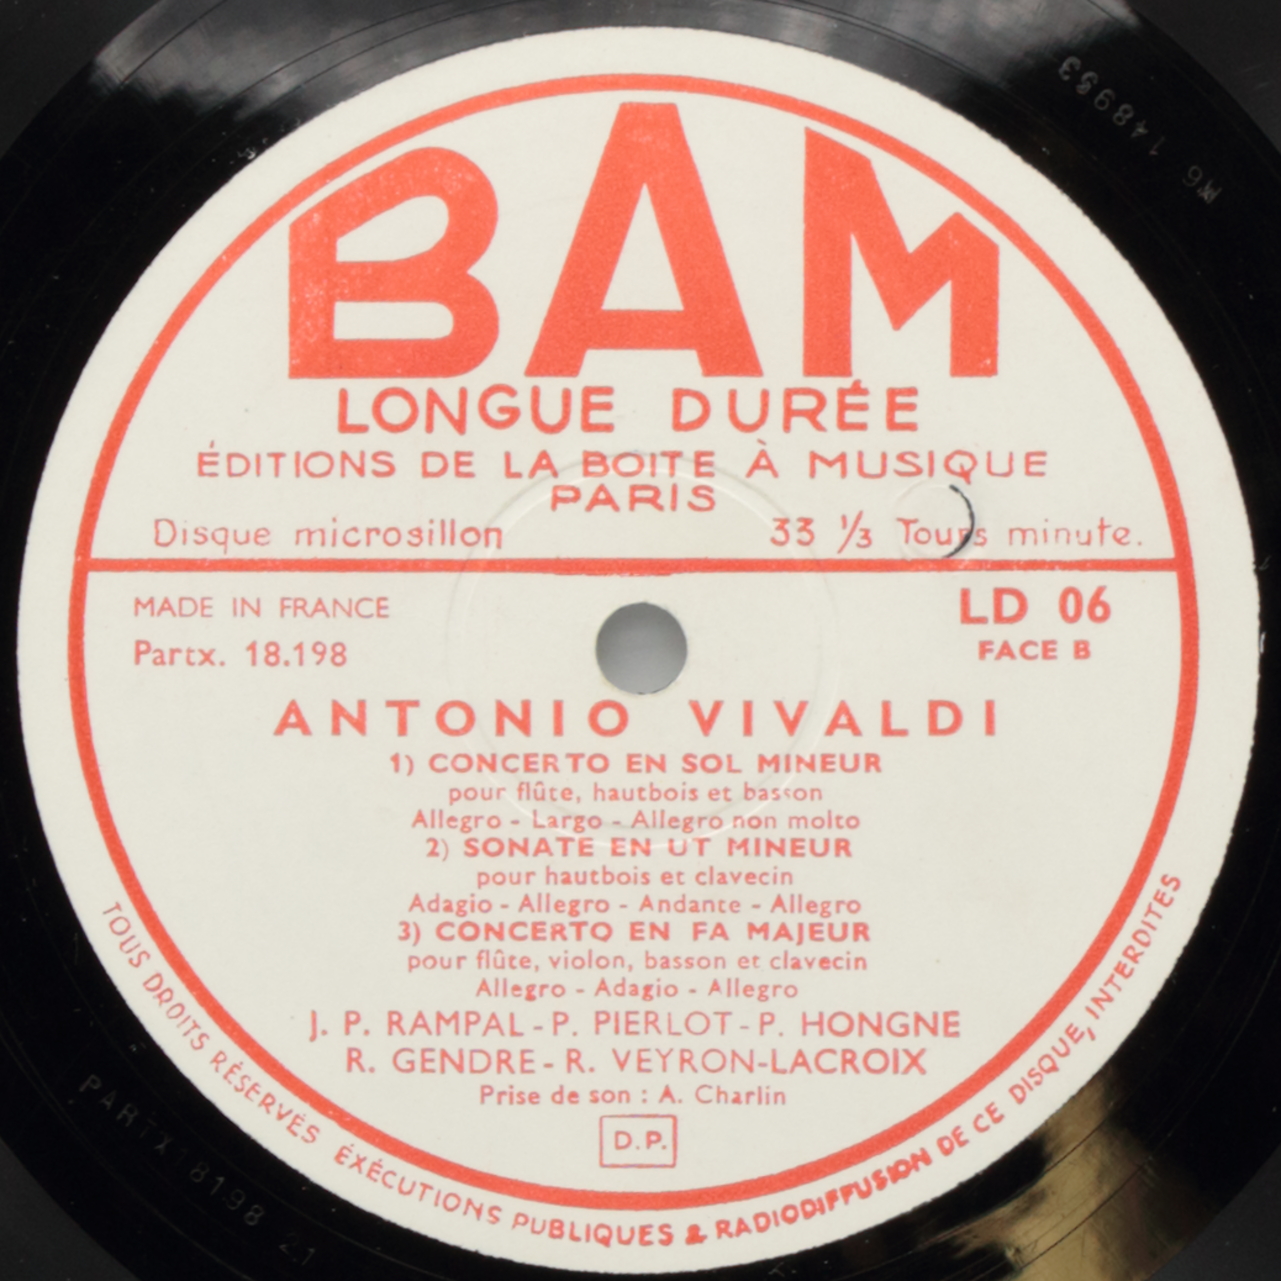 BAM
LONGUE DURÉE
ÉDITIONS DE LA BOITE À MUSIQUE
PARIS
Disque microsillon 33 1/3 Tours minute.
MADE IN FRANCE LD 06
Partx. 18.198 FACE B
ANTONIO VIVALDI
1) CONCERTO EN SOL MINEUR
pour flûte, hautbois et basson
Allegro - Largo - Allegro non molto
2) SONATE EN UT MINEUR
pour hautbois et clavecin
Adagio - Allegro - Andante - Allegro
3) CONCERTO EN FA MAJEUR
pour flûte, violon, basson et clavecin
Allegro - Adagio - Allegro
J. P. RAMPAL - P. PIERLOT - P. HONGNE
R. GENDRE - R. VEYRON-LACROIX
Prise de son : A. Charlin
D.P.
TOUS DROITS RÉSERVÉS ÉXÉCUTIONS PUBLIQUES & RADIODIFFUSION DE CE DISQUE, INTERDITES
PARTX 18198 21